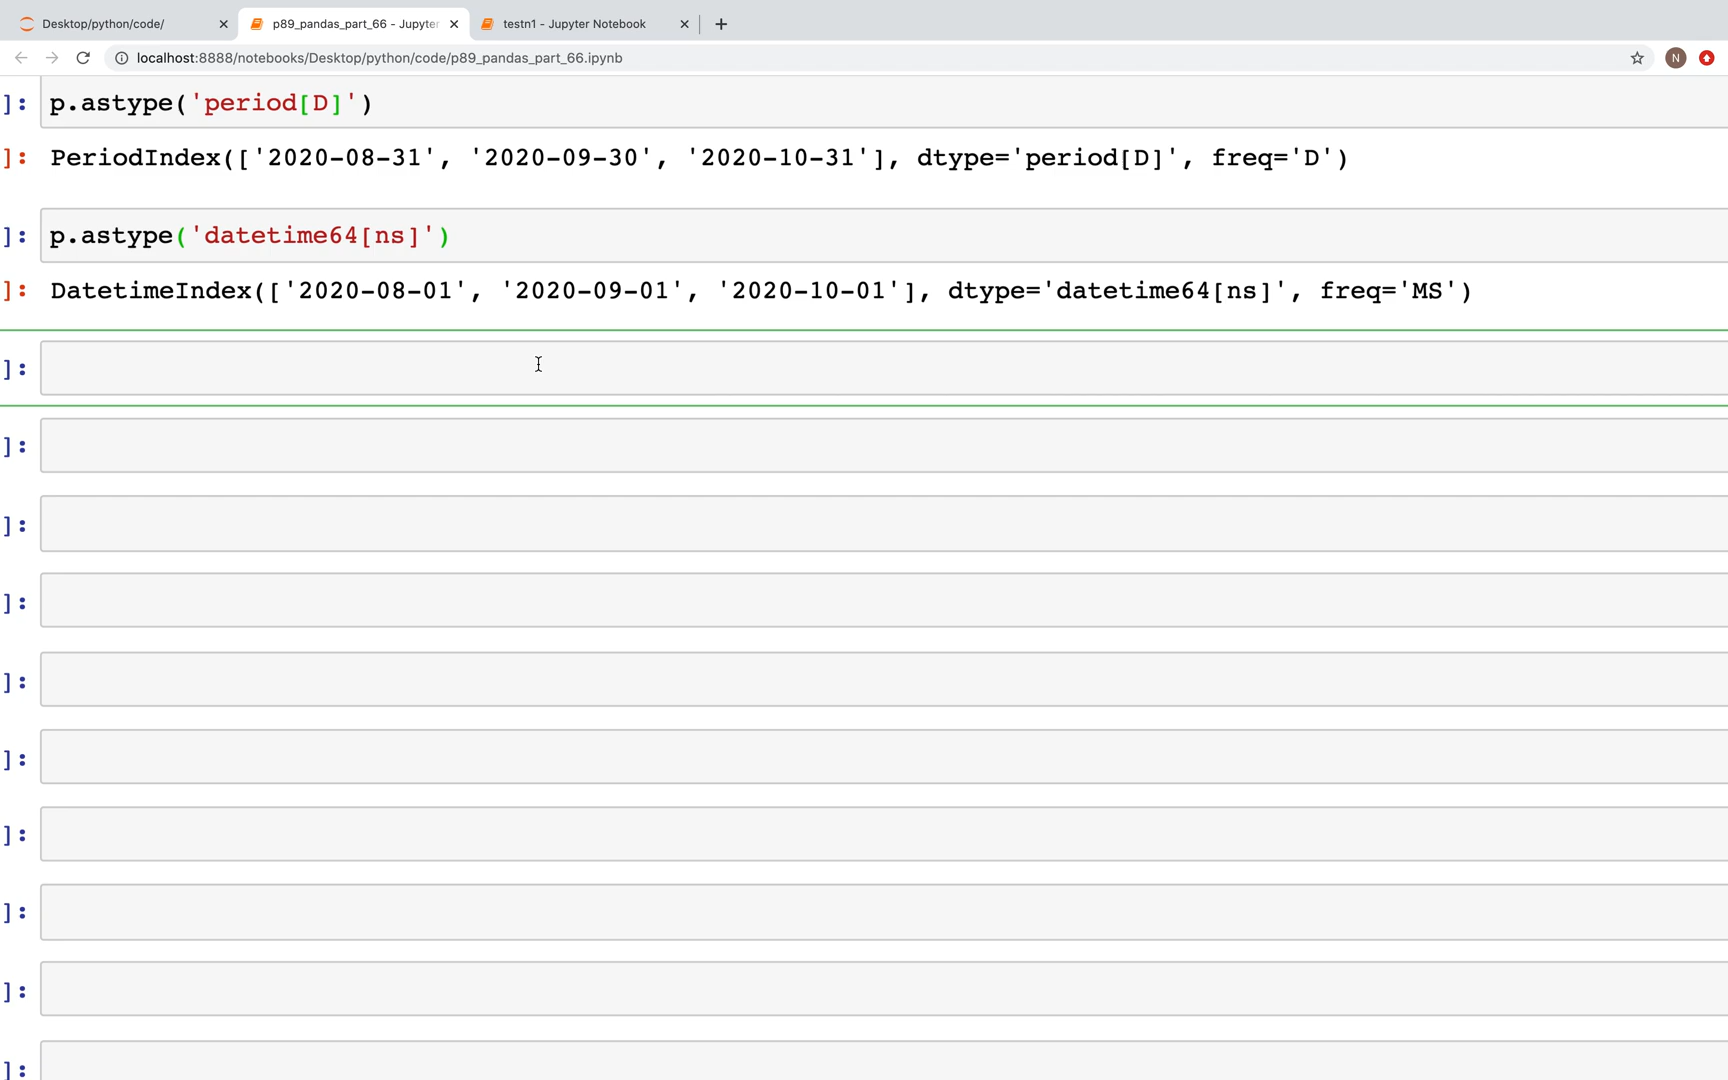 Desktop/python/code/
p89_pandas_part_66 - Jupyter
testn1 - Jupyter Notebook
localhost:8888/notebooks/Desktop/python/code/p89_pandas_part_66.ipynb
N
]: p.astype('period[D]')
]: PeriodIndex(['2020-08-31', '2020-09-30', '2020-10-31'], dtype='period[D]', freq='D')
]: p.astype('datetime64[ns]')
]: DatetimeIndex(['2020-08-01', '2020-09-01', '2020-10-01'], dtype='datetime64[ns]', freq='MS')
]:
]:
]:
]:
]:
]:
]:
]:
]:
]: